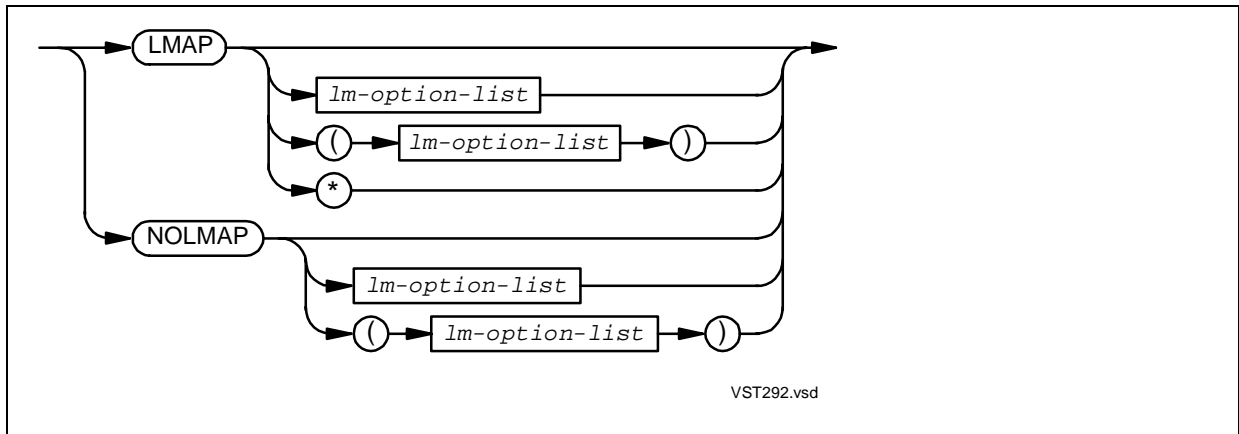 LMAP
lm-option-list
( lm-option-list )
*
NOLMAP
lm-option-list
( lm-option-list )
VST292.vsd